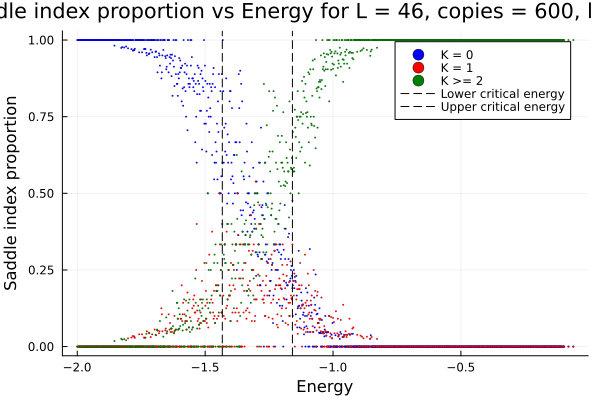 dle index proportion vs Energy for L = 46, copies = 600,
1.00
0.75
0.50
0.25
0.00
Saddle index proportion
K = 0
K = 1
K >= 2
Lower critical energy
Upper critical energy
−2.0
−1.5
−1.0
−0.5
Energy